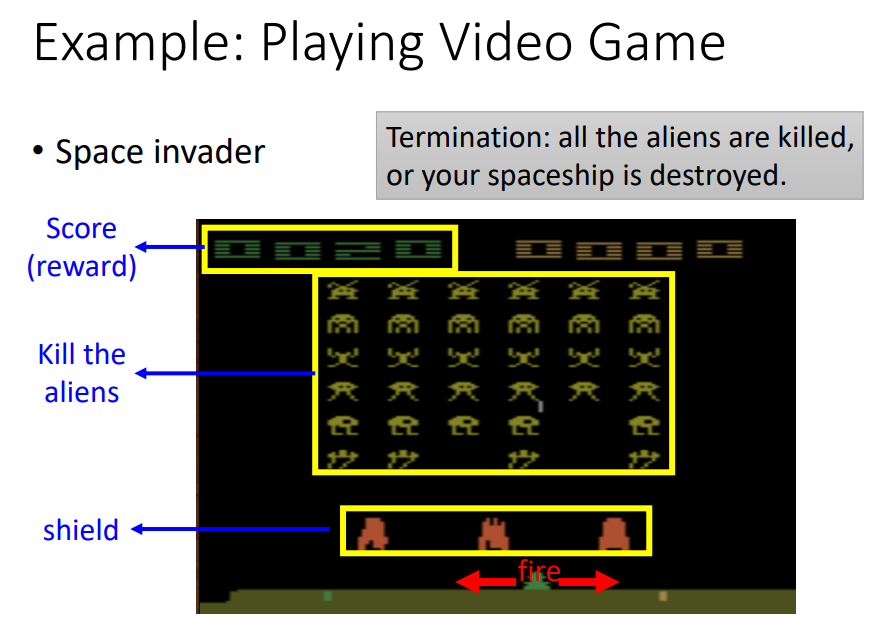 Example: Playing Video Game
• Space invader
Termination: all the aliens are killed,
or your spaceship is destroyed.
Score
(reward)
Kill the
aliens
shield
fire